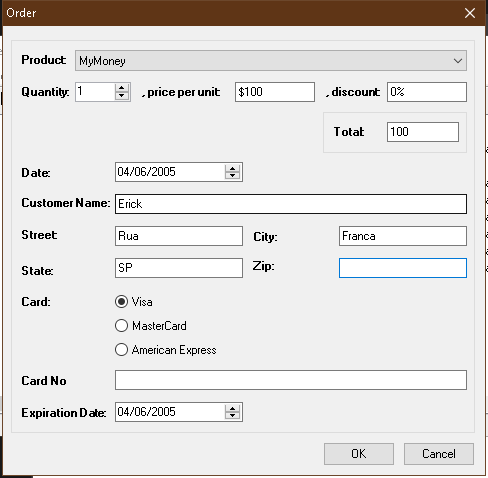 Order
Product: MyMoney
Quantity: 1 , price per unit: $100 , discount: 0%
Total: 100
Date: 04/06/2005
Customer Name: Erick
Street: Rua City: Franca
State: SP Zip:
Card: Visa
MasterCard
American Express
Card No
Expiration Date: 04/06/2005
OK Cancel